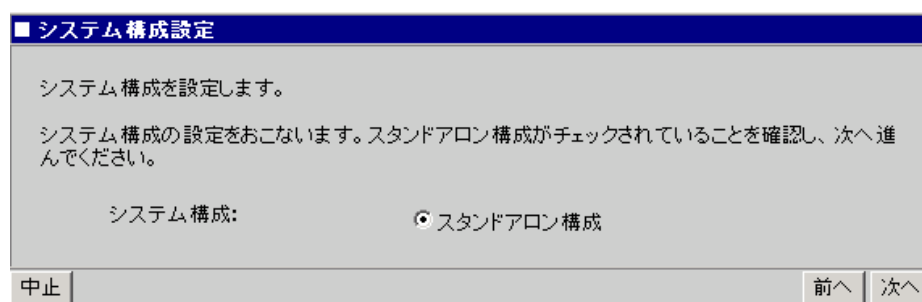 ■ システム構成設定
システム構成を設定します。
システム構成の設定をおこないます。スタンドアロン構成がチェックされていることを確認し、次へ進
んでください。
システム構成: スタンドアロン構成
中止 前へ 次へ